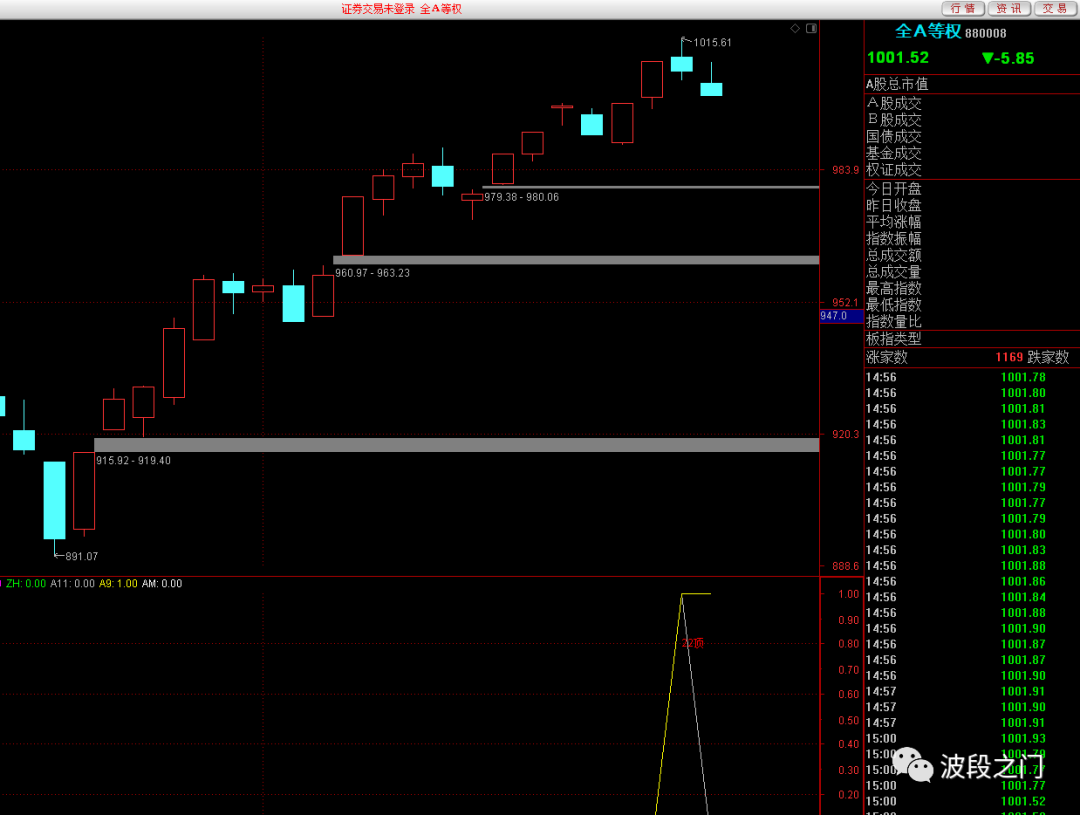 证券交易未登录 全A等权
行情 资讯 交易
全A等权 880008
1001.52 ▼-5.85
A股总市值
A股成交
B股成交
国债成交
基金成交
权证成交
今日开盘
昨日收盘
平均涨幅
指数振幅
总成交额
总成交量
最高指数
最低指数
指数量比
板指类型
涨家数 1169 跌家数
14:56 1001.78
14:56 1001.80
14:56 1001.81
14:56 1001.83
14:56 1001.81
14:56 1001.77
14:56 1001.77
14:56 1001.79
14:56 1001.77
14:56 1001.79
14:56 1001.80
14:56 1001.83
14:56 1001.88
14:56 1001.86
14:56 1001.84
14:56 1001.88
14:56 1001.90
14:56 1001.87
14:56 1001.87
14:56 1001.90
14:57 1001.91
14:57 1001.90
14:57 1001.91
15:00 1001.93
15:00 1001.79
15:00 1001.77
15:00 1001.77
15:00 1001.52
波段之门
1015.61
983.9
979.38 - 980.06
960.97 - 963.23
952.1
947.0
920.3
915.92 - 919.40
891.07
888.6
ZH: 0.00 A11: 0.00 A9: 1.00 AM: 0.00
1.00
0.90
0.80
0.70
0.60
0.50
0.40
0.30
0.20